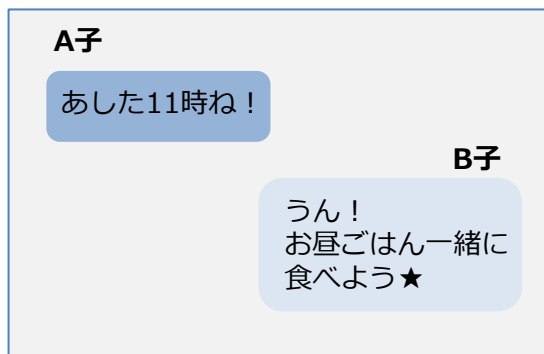 A子
あした11時ね！
B子
うん！
お昼ごはん一緒に
食べよう★